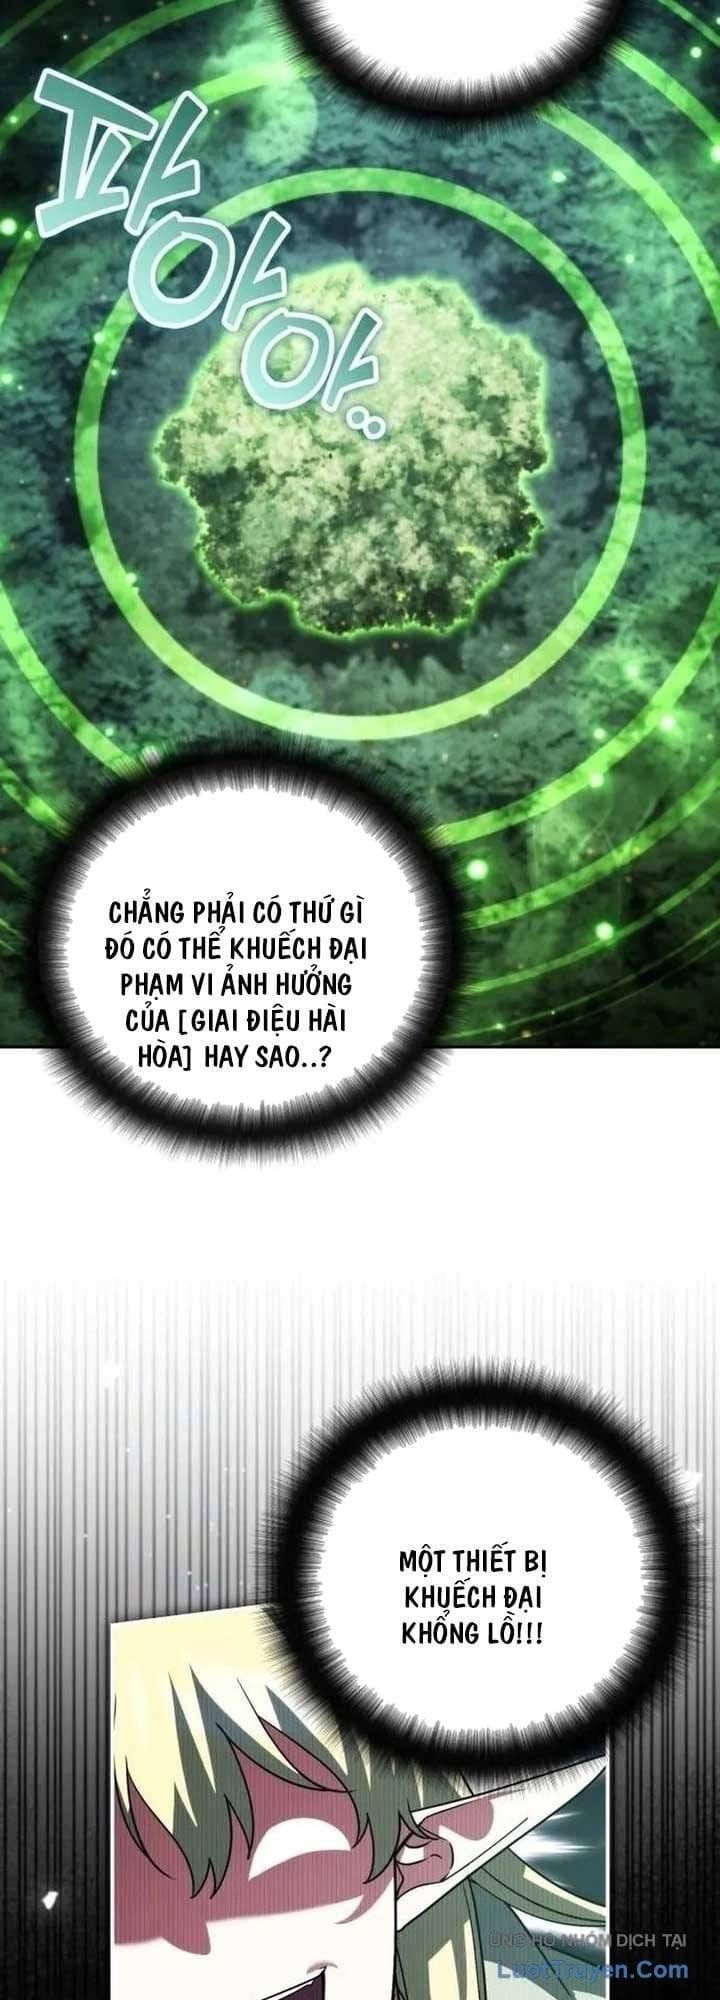 파아아..
CHẲNG PHẢI CÓ THỨ GÌ
ĐÓ CÓ THỂ KHUẾCH ĐẠI
PHẠM VI ẢNH HƯỞNG
CỦA [GIAI ĐIỆU HÀI
HÒA] HAY SAO..?
MỘT THIẾT BỊ
KHUẾCH ĐẠI
KHỔNG LỒ!!!
ỦNG HỘ NHÓM DỊCH TẠI
LuotTruyen.Com